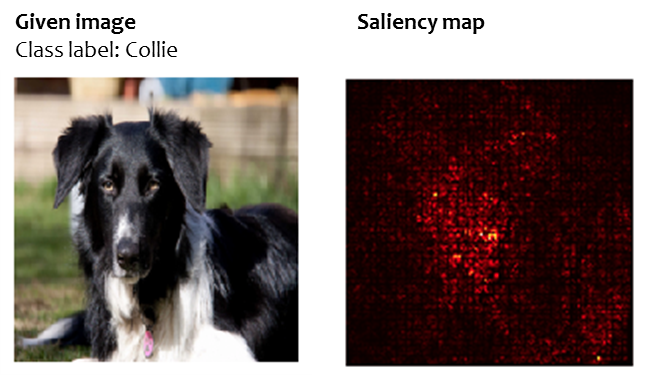 Given image
Class label: Collie
Saliency map